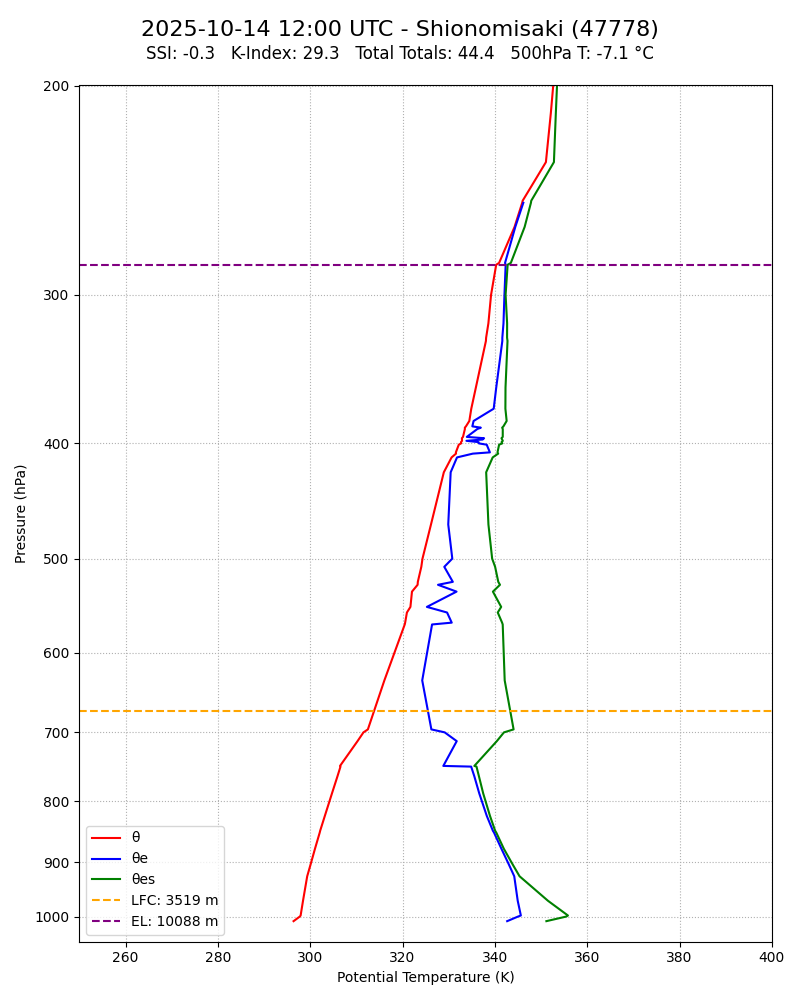 2025-10-14 12:00 UTC - Shionomisaki (47778)
SSI: -0.3   K-Index: 29.3   Total Totals: 44.4   500hPa T: -7.1 °C
200
300
400
500
600
700
800
900
1000
Pressure (hPa)
θ
θe
θes
LFC: 3519 m
EL: 10088 m
260 280 300 320 340 360 380 400
Potential Temperature (K)